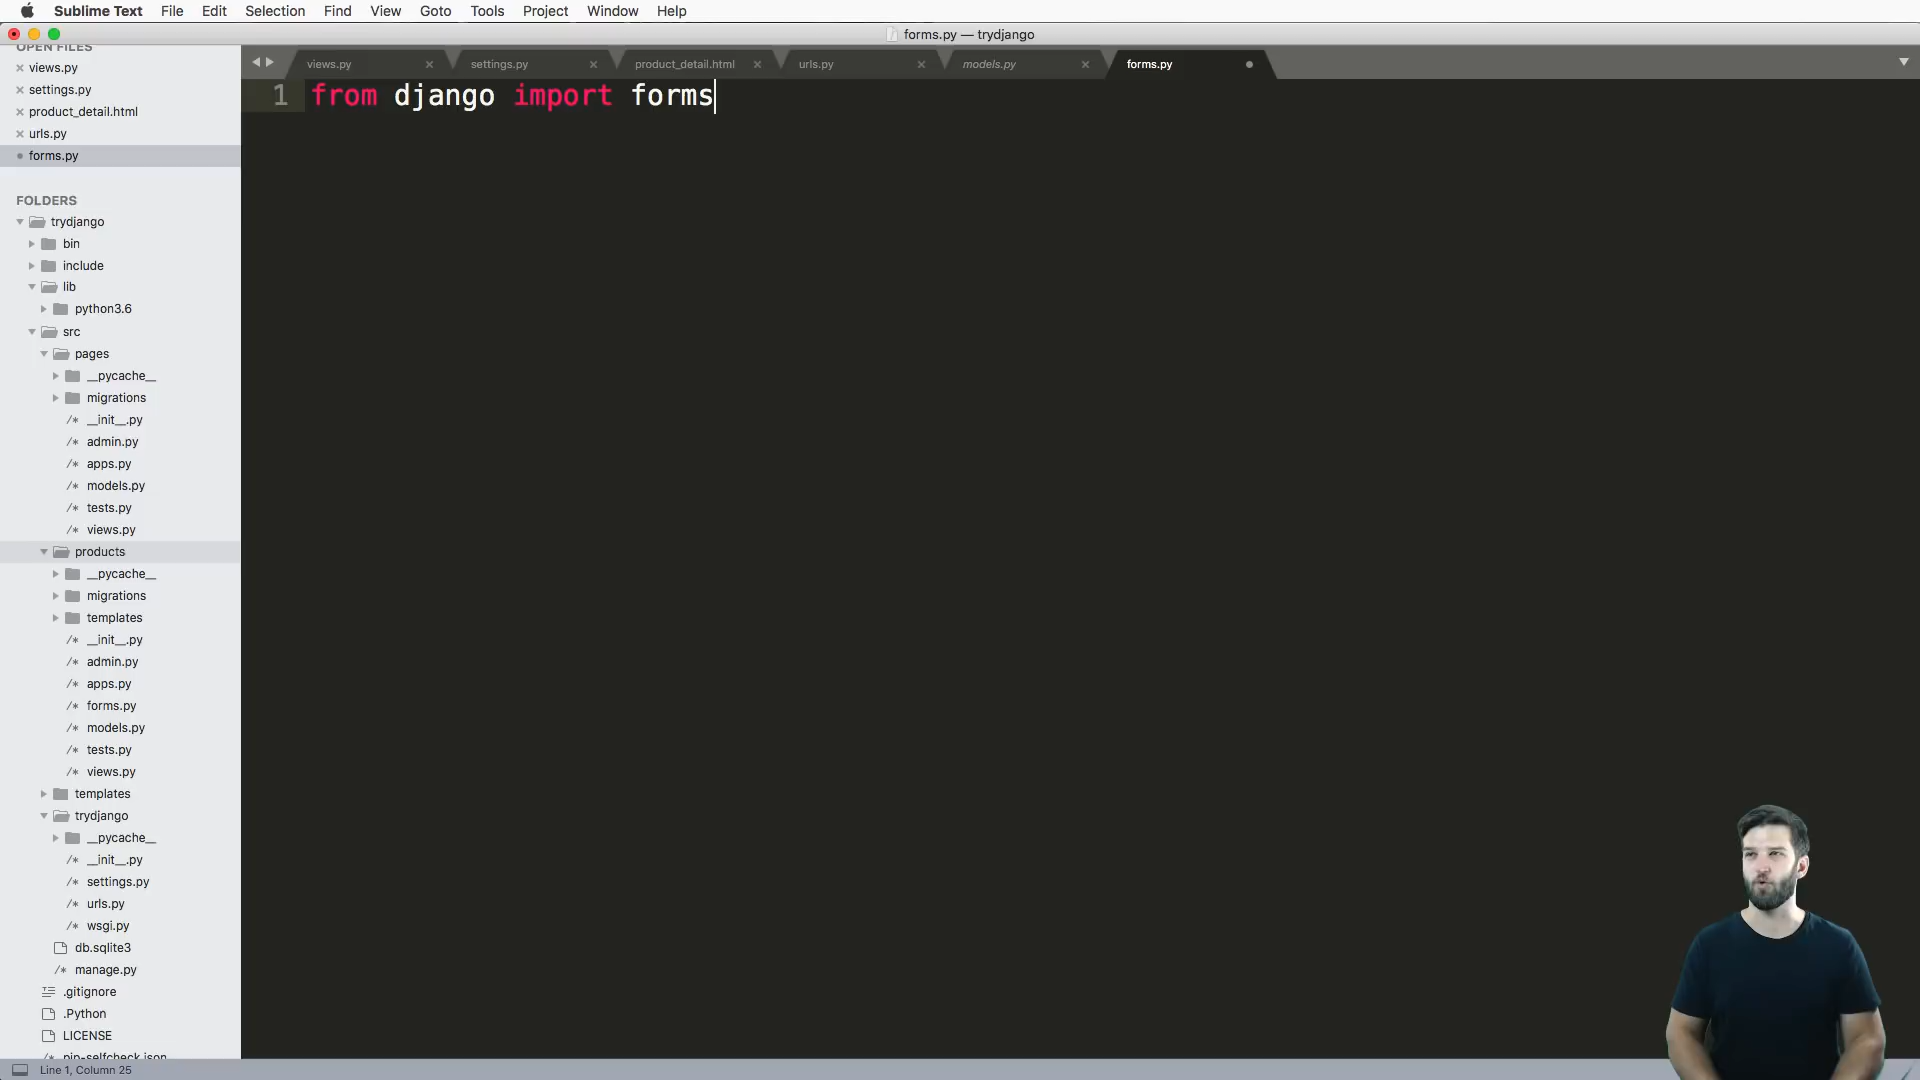 Sublime Text File Edit Selection Find View Goto Tools Project Window Help
forms.py — trydjango
OPEN FILES
views.py
settings.py
product_detail.html
urls.py
forms.py
FOLDERS
trydjango
bin
include
lib
python3.6
src
pages
__pycache__
migrations
__init__.py
admin.py
apps.py
models.py
tests.py
views.py
products
__pycache__
migrations
templates
__init__.py
admin.py
apps.py
forms.py
models.py
tests.py
views.py
templates
trydjango
__pycache__
__init__.py
settings.py
urls.py
wsgi.py
db.sqlite3
manage.py
.gitignore
.Python
LICENSE
pip-selfcheck.json
views.py settings.py product_detail.html urls.py models.py forms.py
1 from django import forms
Line 1, Column 25